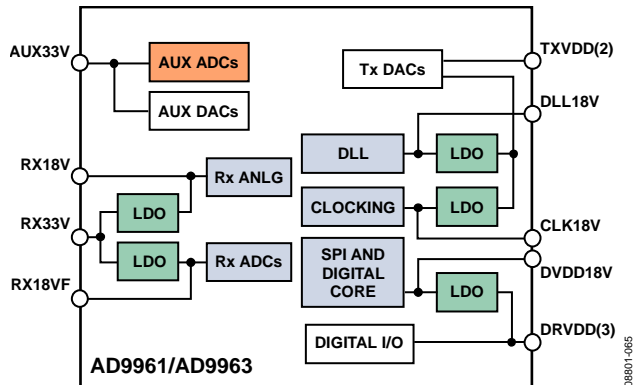 AUX33V
AUX ADCs
AUX DACs
Tx DACs
TXVDD(2)
DLL18V
RX18V
Rx ANLG
DLL
LDO
LDO
CLOCKING
LDO
RX33V
CLK18V
LDO
Rx ADCs
SPI AND
DIGITAL
CORE
DVDD18V
LDO
RX18VF
DIGITAL I/O
DRVDD(3)
AD9961/AD9963
08801-065